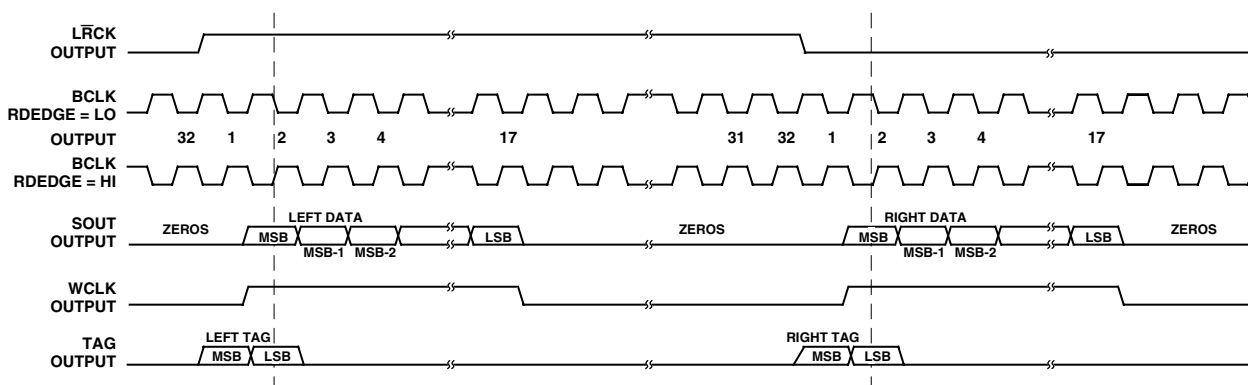 LR̅CK
OUTPUT
BCLK
RDEDGE = LO
OUTPUT 32 1 2 3 4 17 31 32 1 2 3 4 17
BCLK
RDEDGE = HI
SOUT
OUTPUT
ZEROS
LEFT DATA
MSB
MSB-1
MSB-2
LSB
ZEROS
RIGHT DATA
MSB
MSB-1
MSB-2
LSB
ZEROS
WCLK
OUTPUT
TAG
OUTPUT
LEFT TAG
MSB
LSB
RIGHT TAG
MSB
LSB